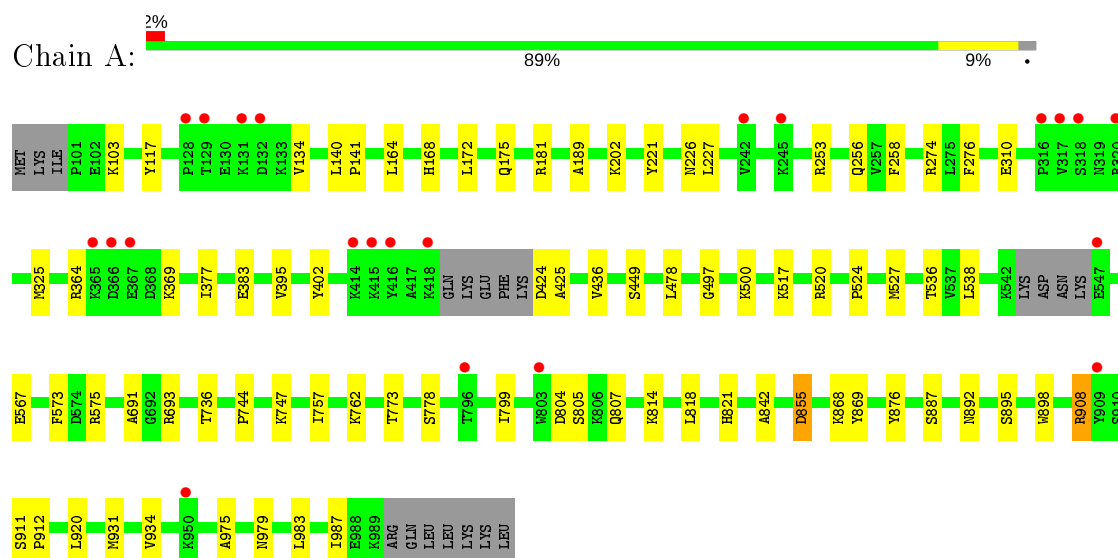 2%
Chain A:
89% 9% •
MET LYS ILE P101 E102 K103 Y117 P128 T129 E130 K131 D132 K133 V134 L140 P141 L164 H168 L172 Q175 R181 A189 K202 Y221 N226 L227 V242 K245 R253 Q256 V257 F258 R274 L275 F276 E310 P316 V317 S318 N319
M325 R364 K365 D366 E367 D368 K369 I377 E383 V395 Y402 K414 K415 Y416 A417 K418 GLN LYS GLU PHE LYS D424 A425 V436 S449 L478 G497 K500 K517 R520 P524 M527 T536 V537 L538 K542 LYS ASP ASN LYS E547
E567 F573 D574 R575 A691 G692 R693 T736 P744 K747 I757 K762 T773 S778 T796 I799 W803 D804 S805 K806 Q807 K814 L818 H821 A842 D855 K868 Y869 Y876 S887 N892 S895 W898 R908 Y909
S911 P912 L920 M931 V934 K950 A975 N979 L983 I987 E988 K989 ARG GLN LEU LEU LYS LYS LEU